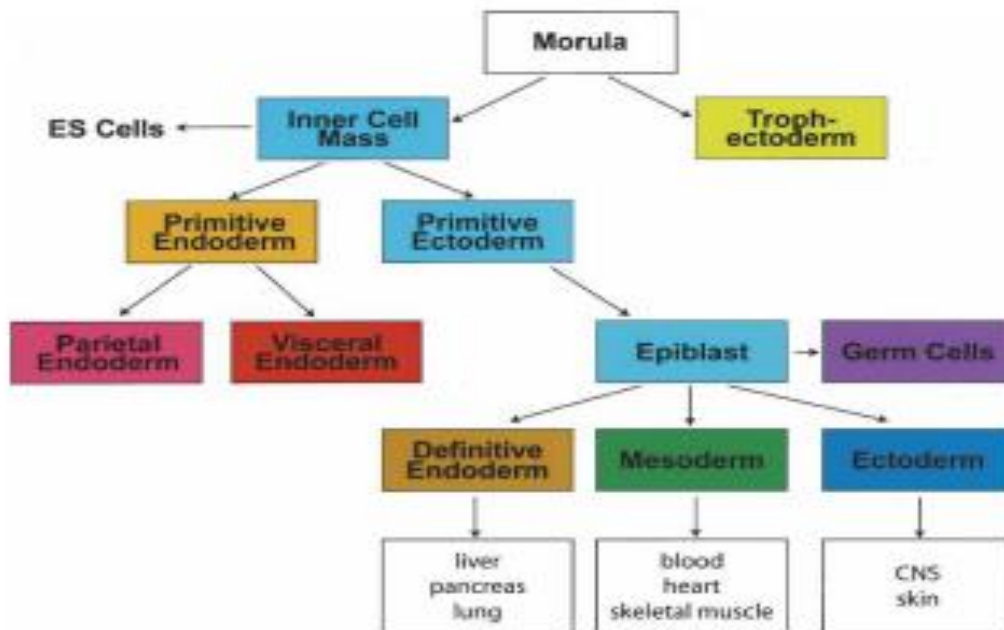 Morula
Inner Cell
Mass
Troph-
ectoderm
ES Cells
Primitive
Endoderm
Primitive
Ectoderm
Parietal
Endoderm
Visceral
Endoderm
Epiblast
Germ Cells
Definitive
Endoderm
Mesoderm
Ectoderm
liver
pancreas
lung
blood
heart
skeletal muscle
CNS
skin